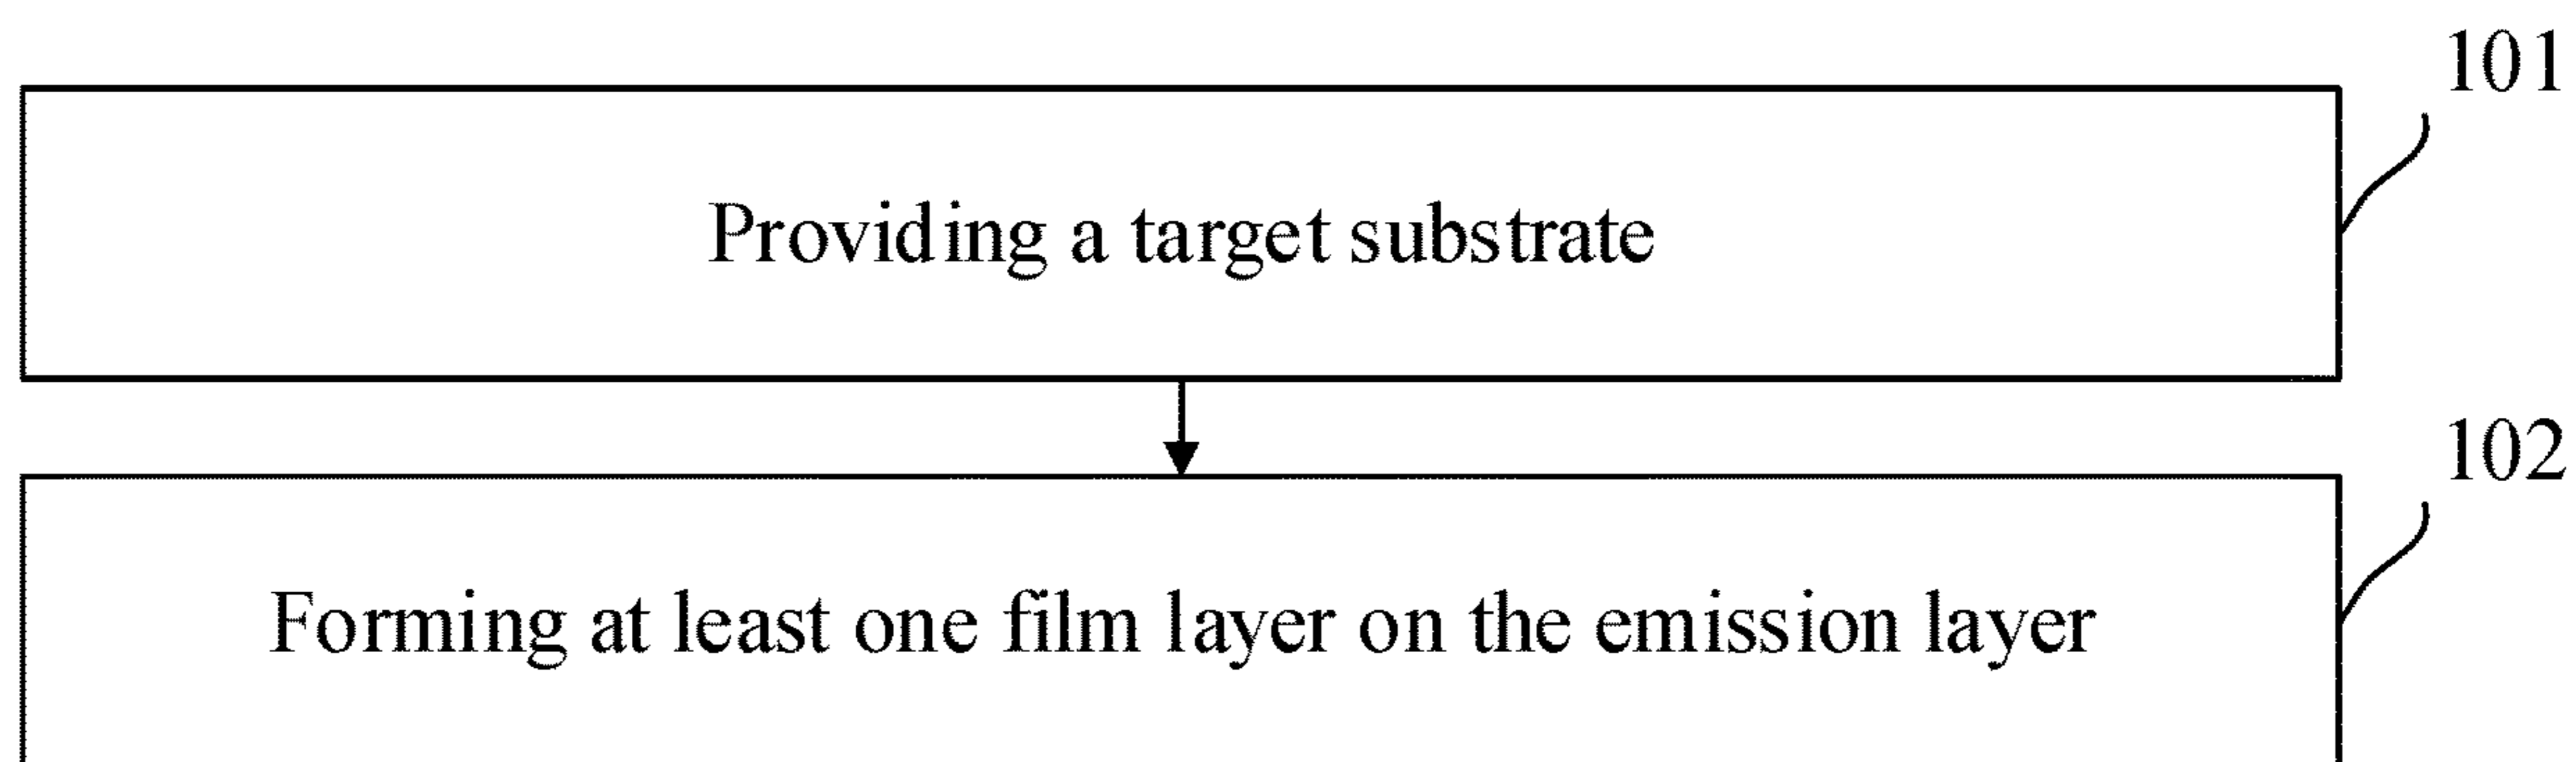 101
Providing a target substrate
102
Forming at least one film layer on the emission layer